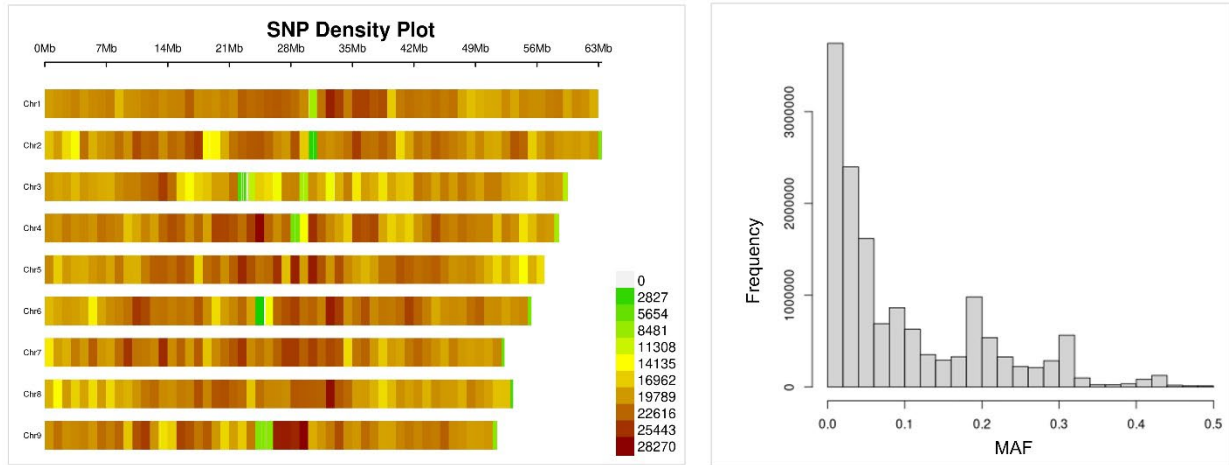 SNP Density Plot
0Mb 7Mb 14Mb 21Mb 28Mb 35Mb 42Mb 49Mb 56Mb 63Mb
Chr1
Chr2
Chr3
Chr4
Chr5
Chr6
Chr7
Chr8
Chr9
0
2827
5654
8481
11308
14135
16962
19789
22616
25443
28270
Frequency
3000000
2000000
1000000
0
0.0 0.1 0.2 0.3 0.4 0.5
MAF